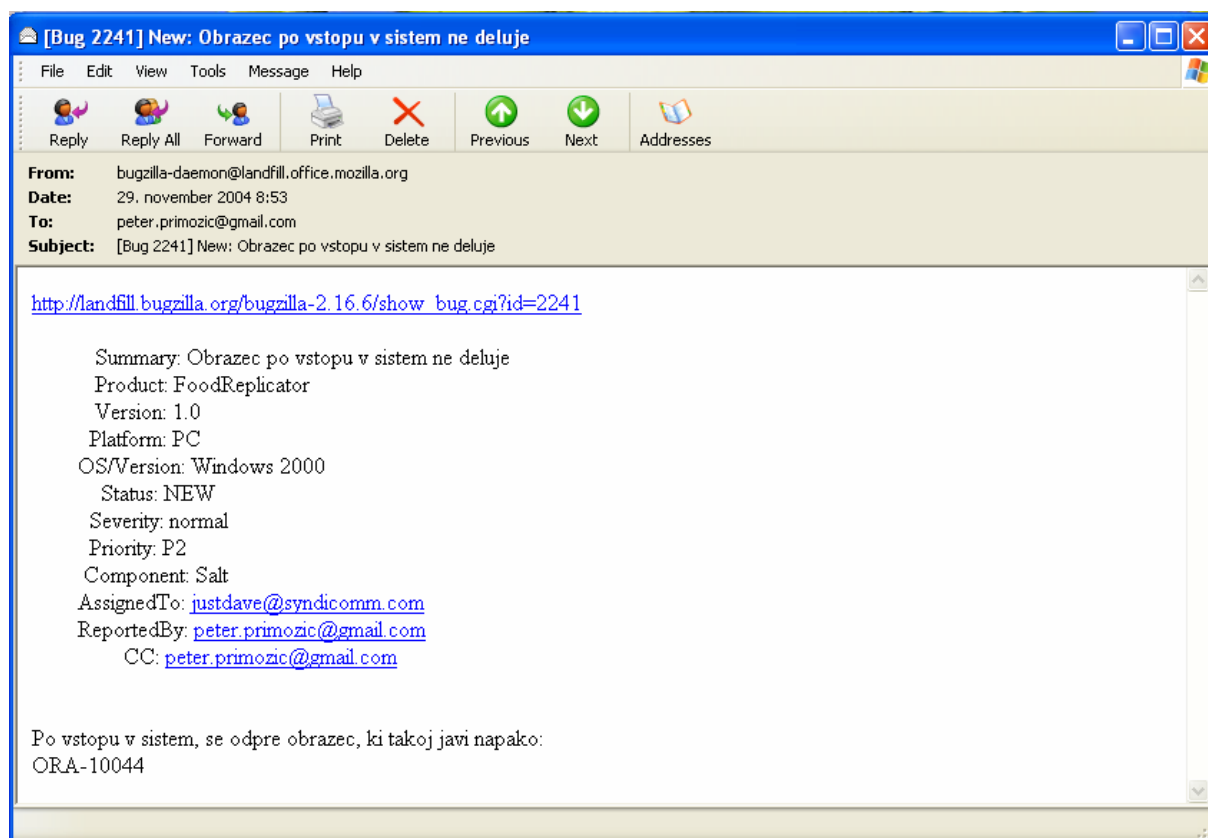 [Bug 2241] New: Obrazec po vstopu v sistem ne deluje
File Edit View Tools Message Help
Reply Reply All Forward Print Delete Previous Next Addresses
From: bugzilla-daemon@landfill.office.mozilla.org
Date: 29. november 2004 8:53
To: peter.primozic@gmail.com
Subject: [Bug 2241] New: Obrazec po vstopu v sistem ne deluje
http://landfill.bugzilla.org/bugzilla-2.16.6/show_bug.cgi?id=2241
Summary: Obrazec po vstopu v sistem ne deluje
Product: FoodReplicator
Version: 1.0
Platform: PC
OS/Version: Windows 2000
Status: NEW
Severity: normal
Priority: P2
Component: Salt
AssignedTo: justdave@syndicomm.com
ReportedBy: peter.primozic@gmail.com
CC: peter.primozic@gmail.com
Po vstopu v sistem, se odpre obrazec, ki takoj javi napako:
ORA-10044